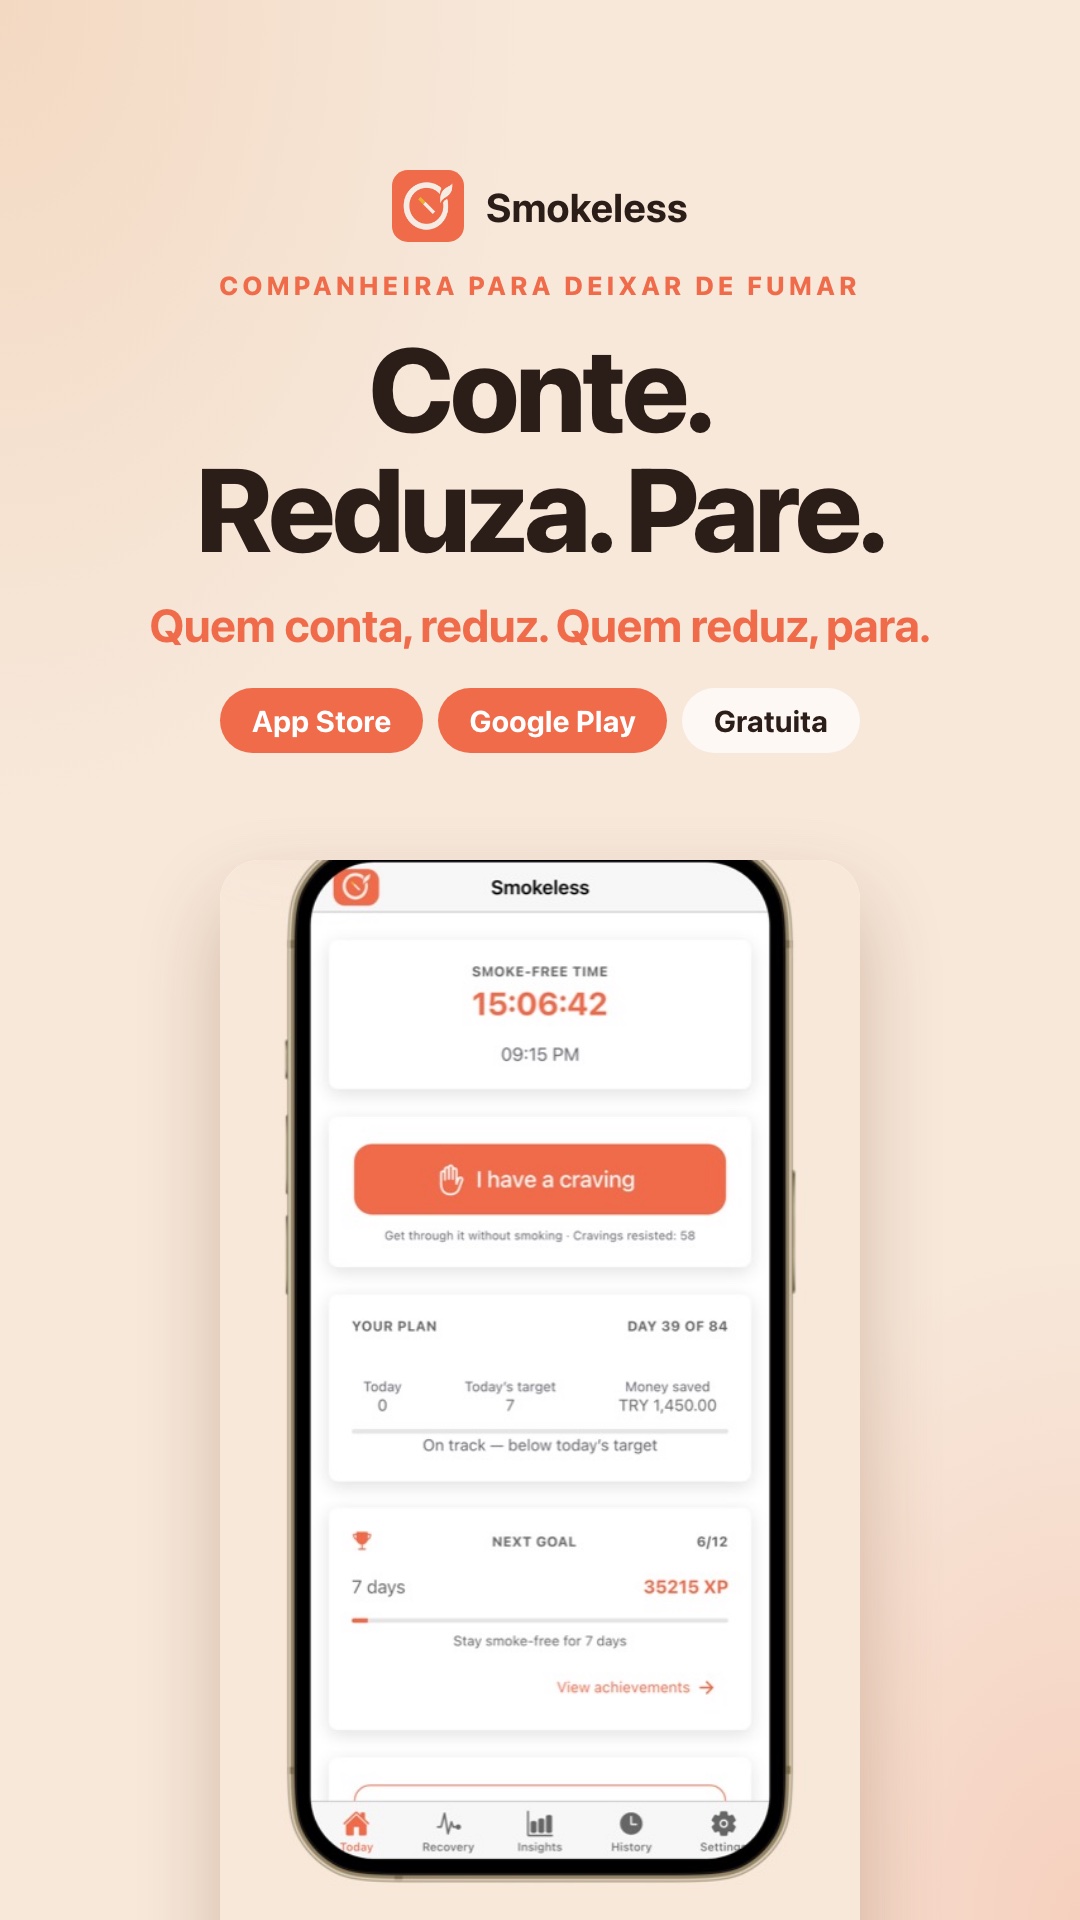 Smokeless
COMPANHEIRA PARA DEIXAR DE FUMAR
Conte.
Reduza. Pare.
Quem conta, reduz. Quem reduz, para.
App Store
Google Play
Gratuita
Smokeless
SMOKE-FREE TIME
15:06:42
09:15 PM
I have a craving
Get through it without smoking · Cravings resisted: 58
YOUR PLAN
DAY 39 OF 84
Today
Today's target
Money saved
0
7
TRY 1,450.00
On track — below today's target
NEXT GOAL
6/12
7 days
35215 XP
Stay smoke-free for 7 days
View achievements →
Today
Recovery
Insights
History
Settings